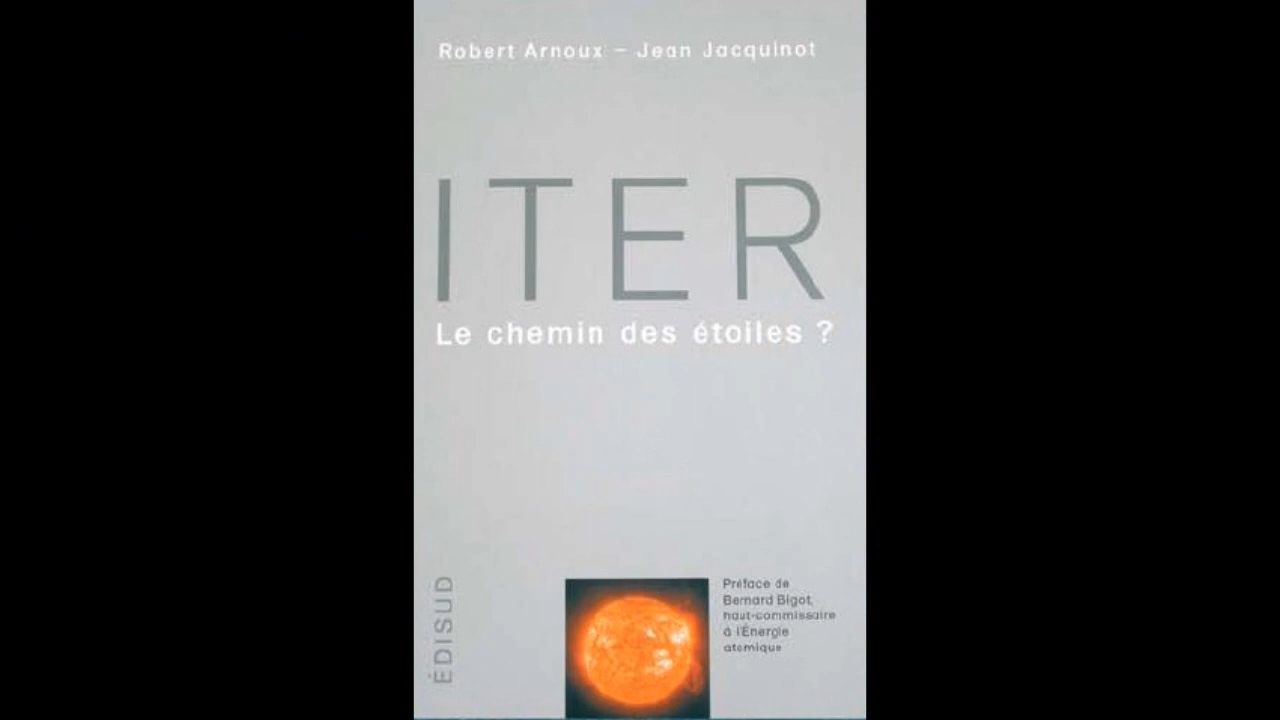 Robert Arnoux – Jean Jacquinot
ITER
Le chemin des étoiles ?
ÉDISUD
Préface de
Bernard Bigot,
haut-commissaire
à l'Énergie
atomique